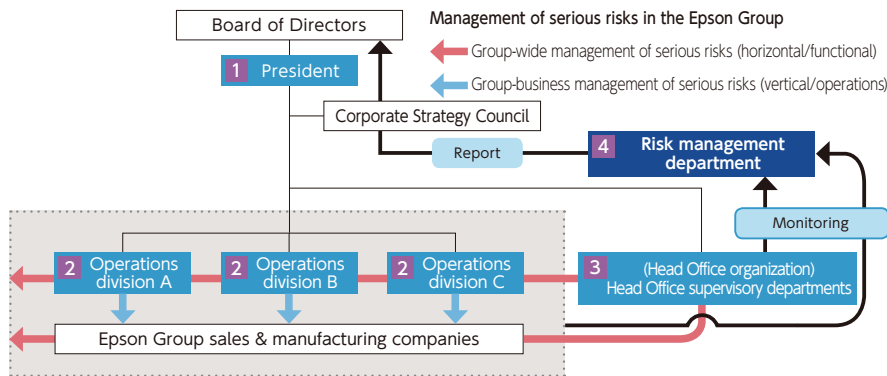 Board of Directors
Management of serious risks in the Epson Group
Group-wide management of serious risks (horizontal/functional)
1 President
Group-business management of serious risks (vertical/operations)
Corporate Strategy Council
Report
4 Risk management
department
Monitoring
2 Operations
division A
2 Operations
division B
2 Operations
division C
3 (Head Office organization)
Head Office supervisory departments
Epson Group sales & manufacturing companies